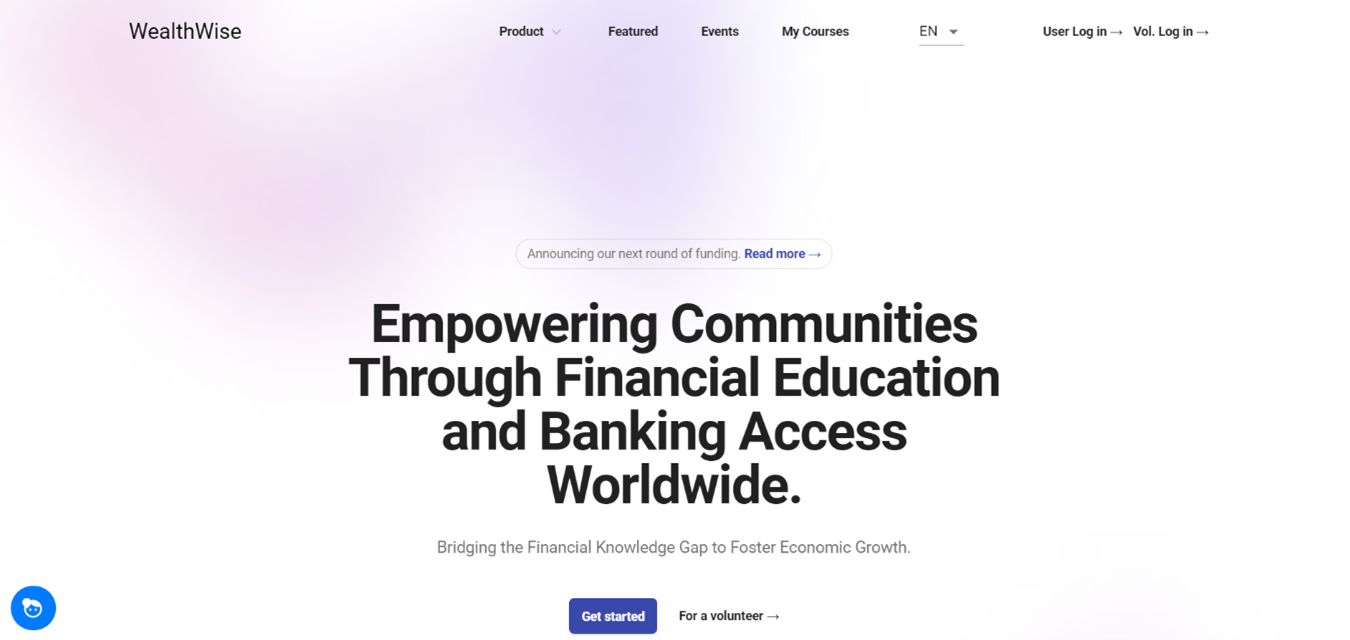 WealthWise
Product
Featured
Events
My Courses
EN
User Log in →
Vol. Log in →
Announcing our next round of funding. Read more →
Empowering Communities
Through Financial Education
and Banking Access
Worldwide.
Bridging the Financial Knowledge Gap to Foster Economic Growth.
Get started
For a volunteer →